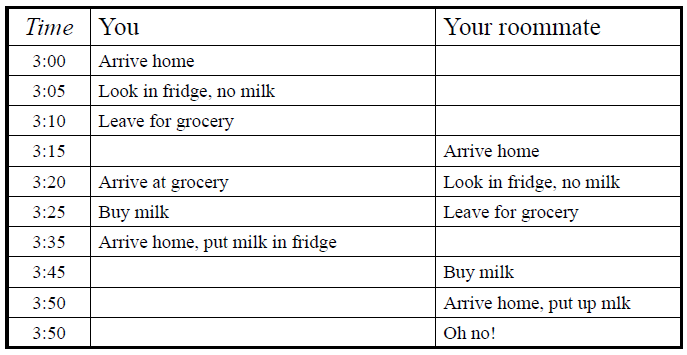 Time You Your roommate
3:00 Arrive home
3:05 Look in fridge, no milk
3:10 Leave for grocery
3:15 Arrive home
3:20 Arrive at grocery Look in fridge, no milk
3:25 Buy milk Leave for grocery
3:35 Arrive home, put milk in fridge
3:45 Buy milk
3:50 Arrive home, put up mlk
3:50 Oh no!